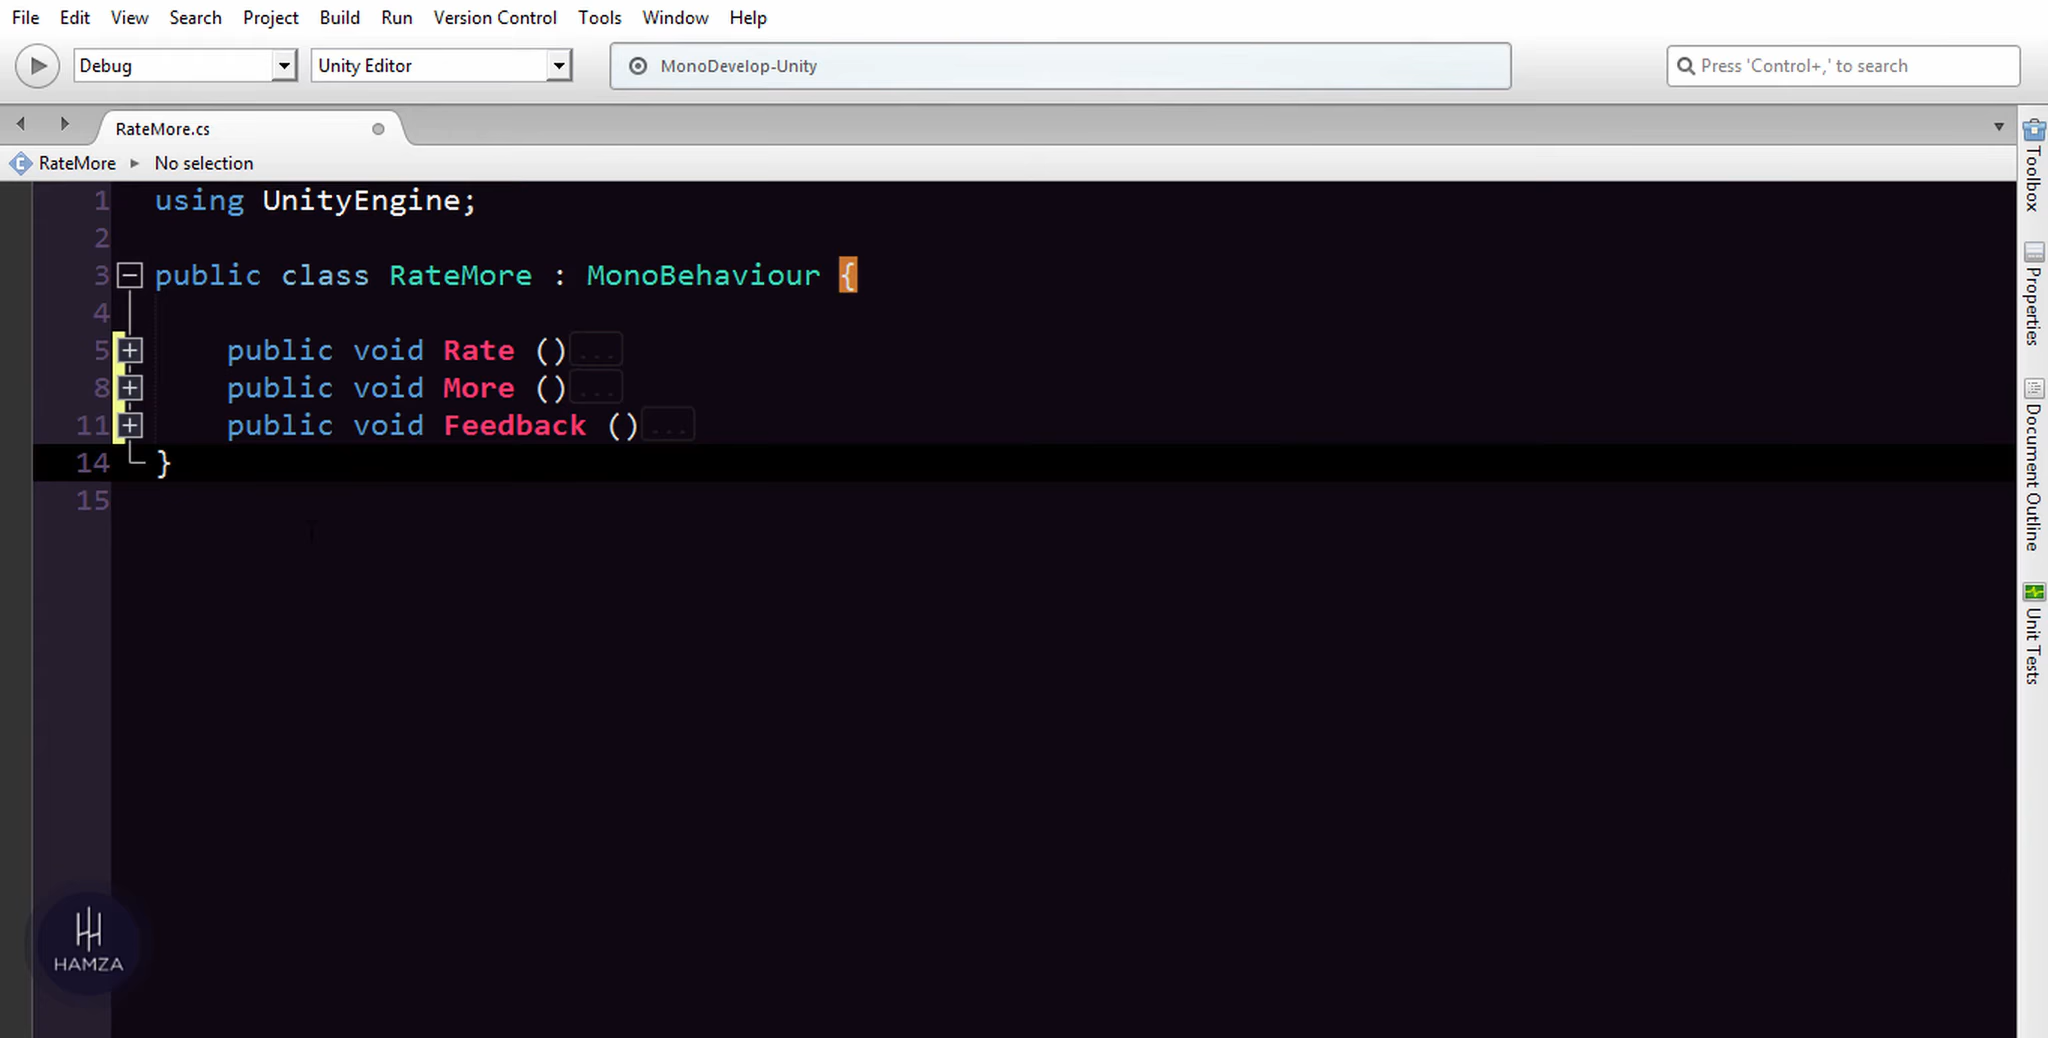 File Edit View Search Project Build Run Version Control Tools Window Help
Debug Unity Editor MonoDevelop-Unity Press 'Control+,' to search
RateMore.cs
RateMore No selection
1 using UnityEngine;
2
3 public class RateMore : MonoBehaviour {
4
5 public void Rate ()...
8 public void More ()...
11 public void Feedback ()...
14 }
15
Toolbox
Properties
Document Outline
Unit Tests
HAMZA